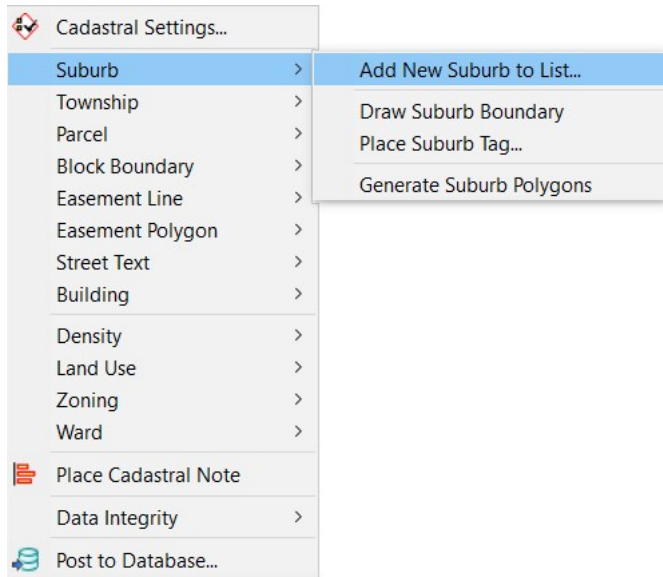 Cadastral Settings...
Suburb
Township
Parcel
Block Boundary
Easement Line
Easement Polygon
Street Text
Building
Density
Land Use
Zoning
Ward
Place Cadastral Note
Data Integrity
Post to Database...
Add New Suburb to List...
Draw Suburb Boundary
Place Suburb Tag...
Generate Suburb Polygons